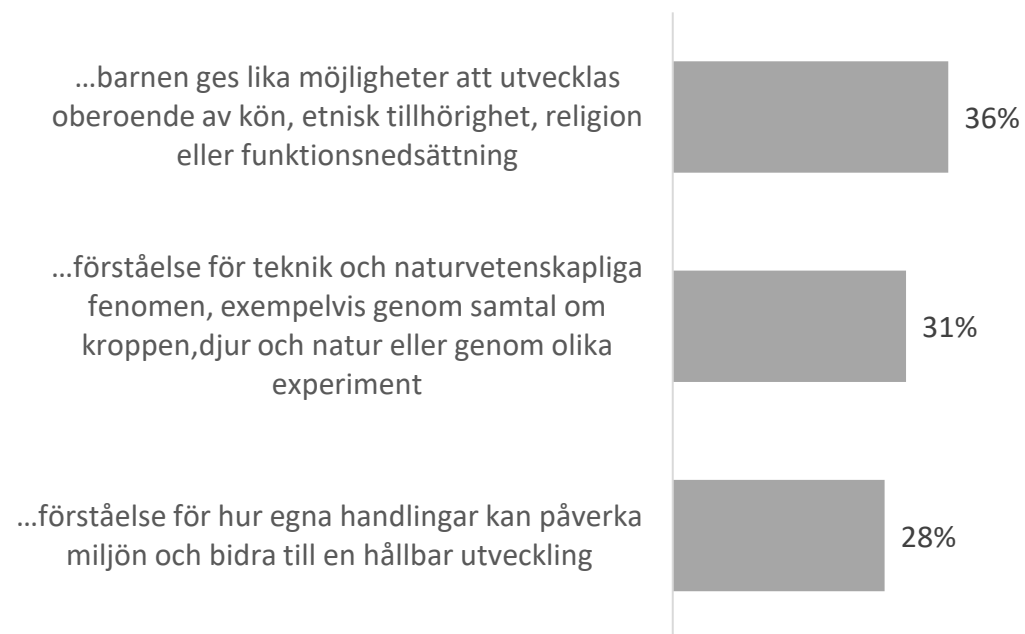 ...barnen ges lika möjligheter att utvecklas
oberoende av kön, etnisk tillhörighet, religion
eller funktionsnedsättning
36%
...förståelse för teknik och naturvetenskapliga
fenomen, exempelvis genom samtal om
kroppen,djur och natur eller genom olika
experiment
31%
...förståelse för hur egna handlingar kan påverka
miljön och bidra till en hållbar utveckling
28%